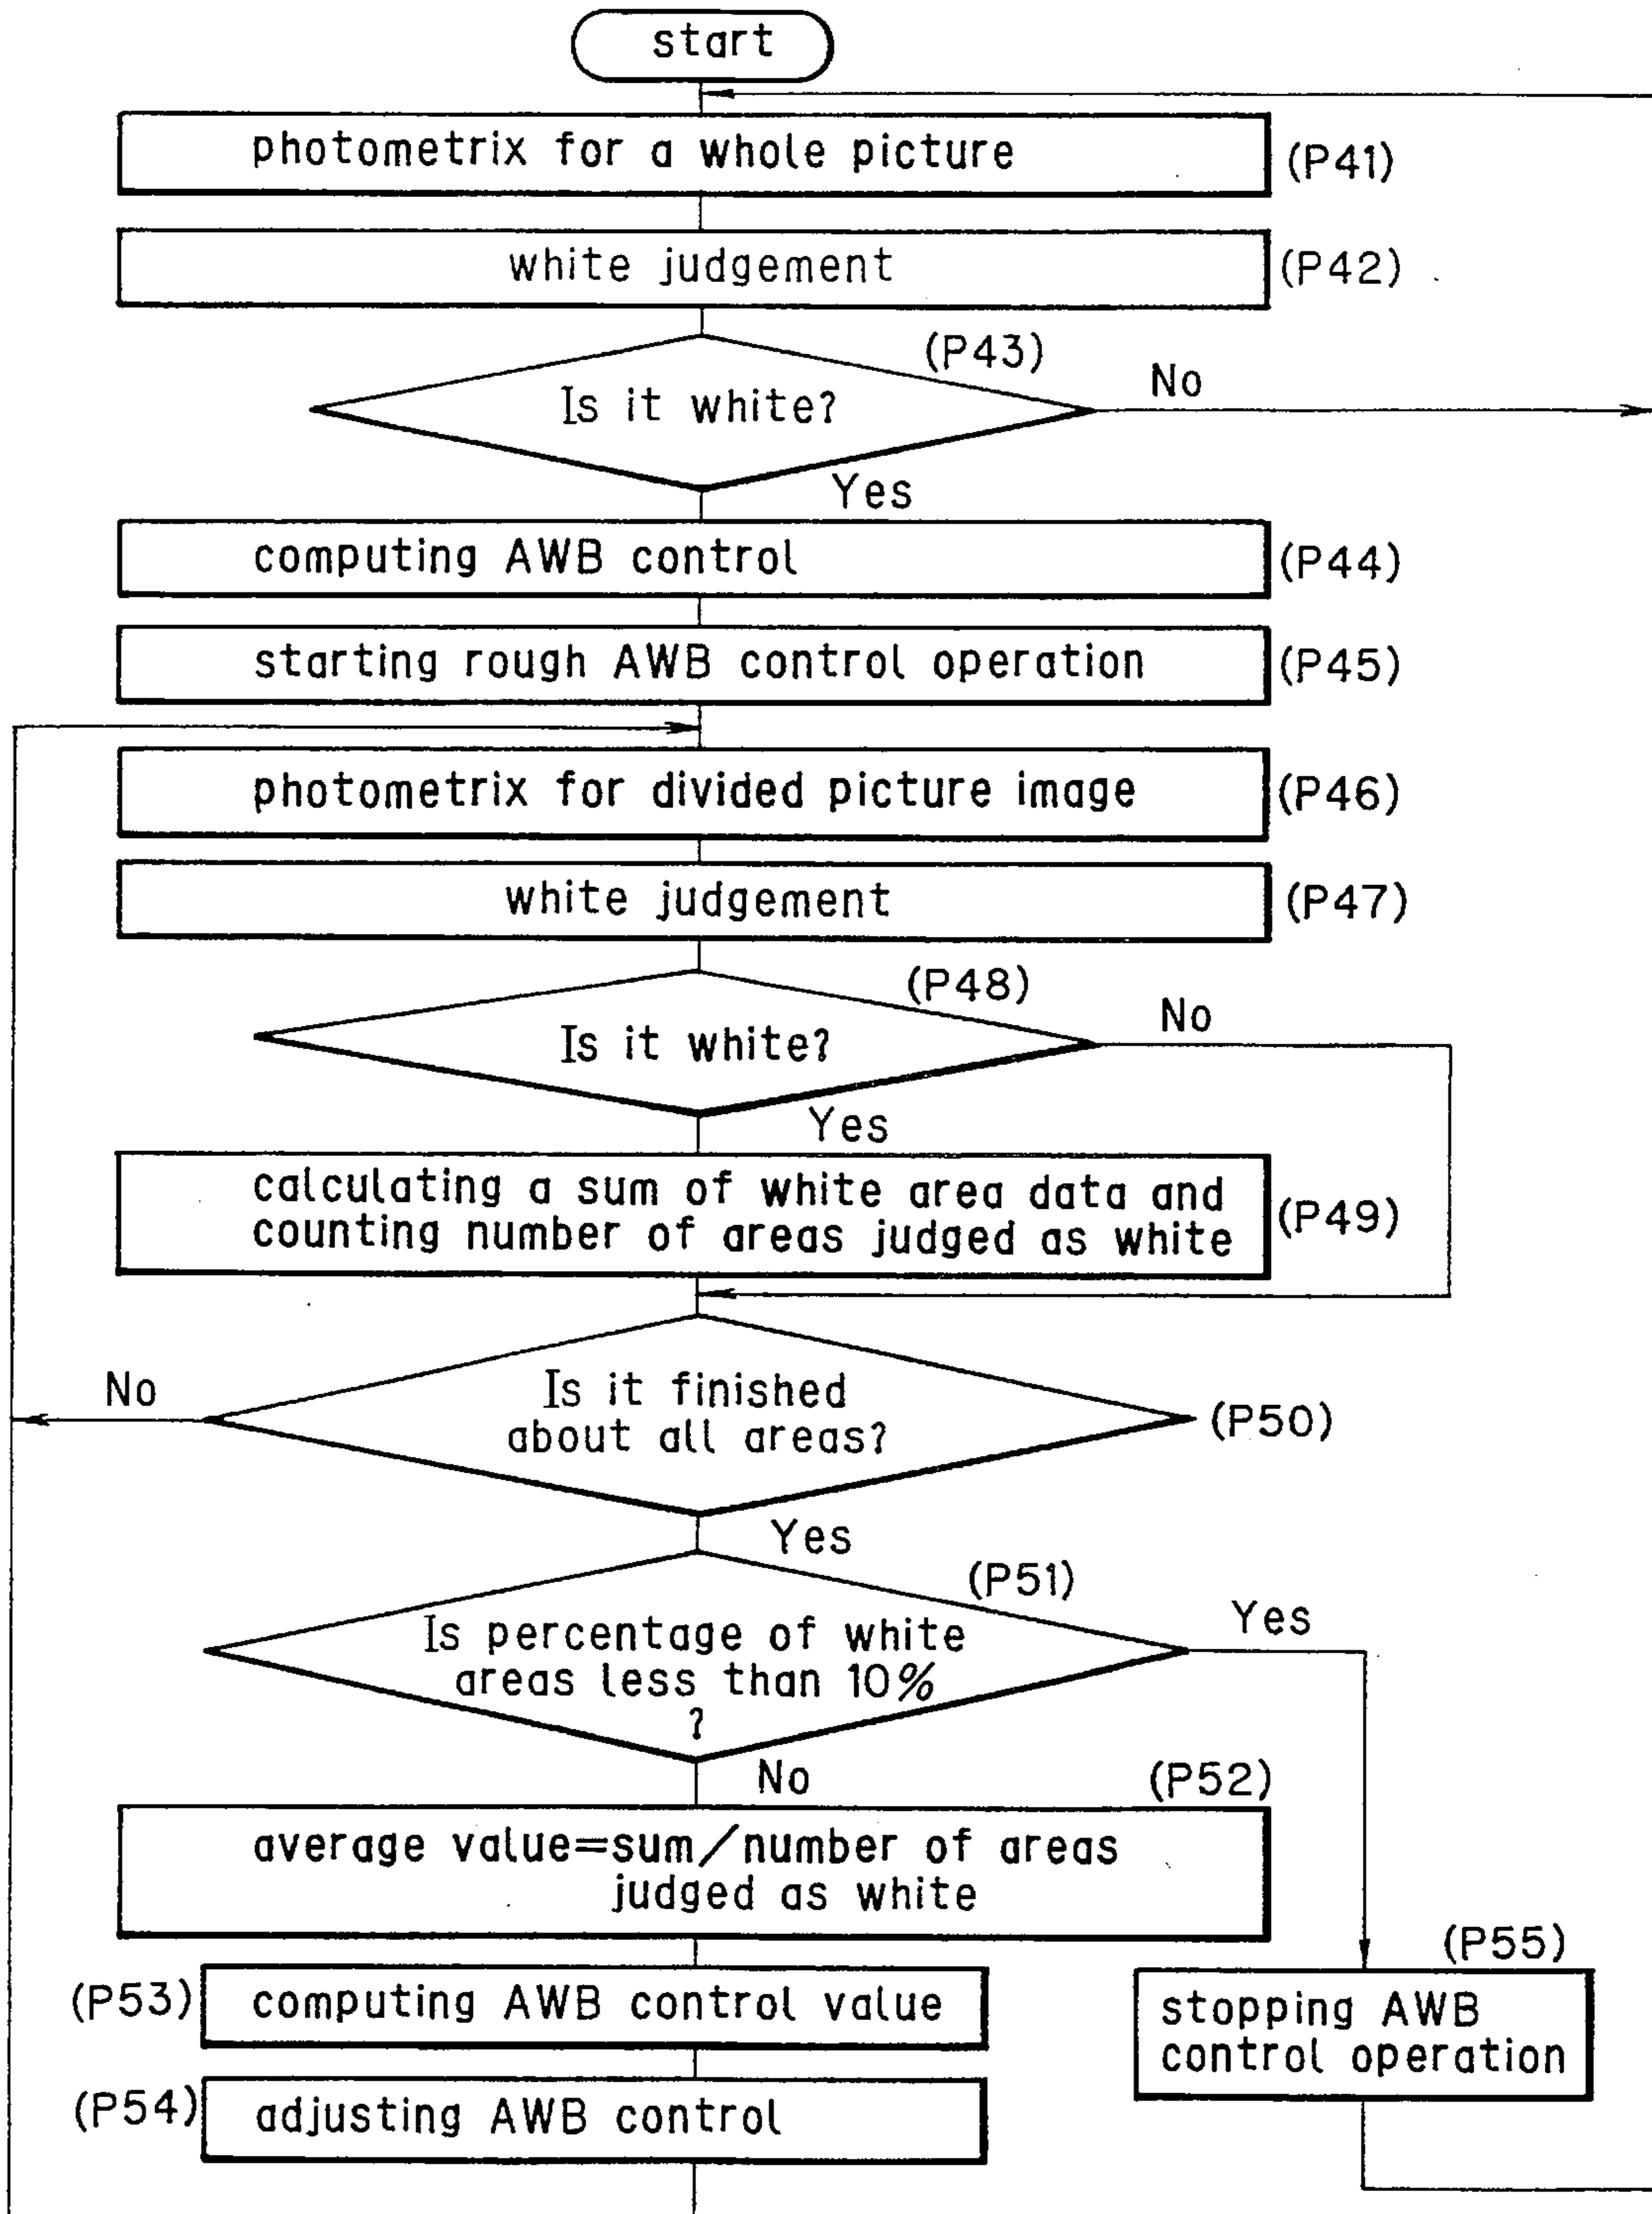 start
photometrix for a whole picture
(P41)
white judgement
(P42)
(P43)
Is it white?
No
Yes
computing AWB control
(P44)
starting rough AWB control operation
(P45)
photometrix for divided picture image
(P46)
white judgement
(P47)
(P48)
Is it white?
No
Yes
calculating a sum of white area data and
counting number of areas judged as white
(P49)
No
Is it finished
about all areas?
(P50)
Yes
(P51)
Is percentage of white
areas less than 10%
?
Yes
No
(P52)
average value=sum/number of areas
judged as white
(P53)
computing AWB control value
(P54)
adjusting AWB control
(P55)
stopping AWB
control operation